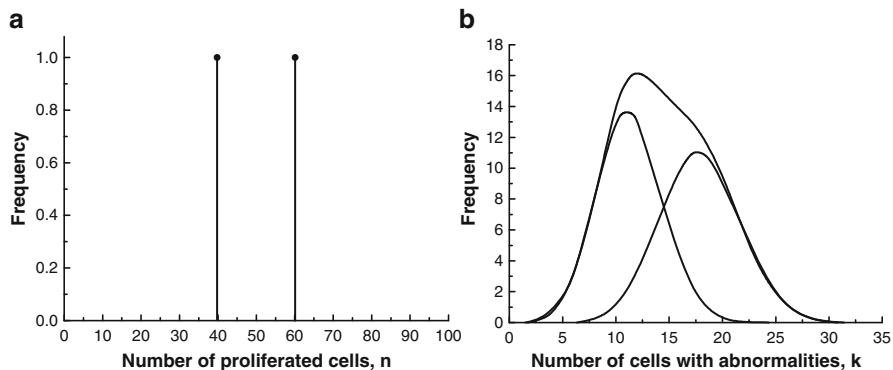 a
1.0
0.8
0.6
0.4
0.2
0.0
Frequency
0 10 20 30 40 50 60 70 80 90 100
Number of proliferated cells, n
b
18
16
14
12
10
8
6
4
2
0
Frequency
0 5 10 15 20 25 30 35
Number of cells with abnormalities, k